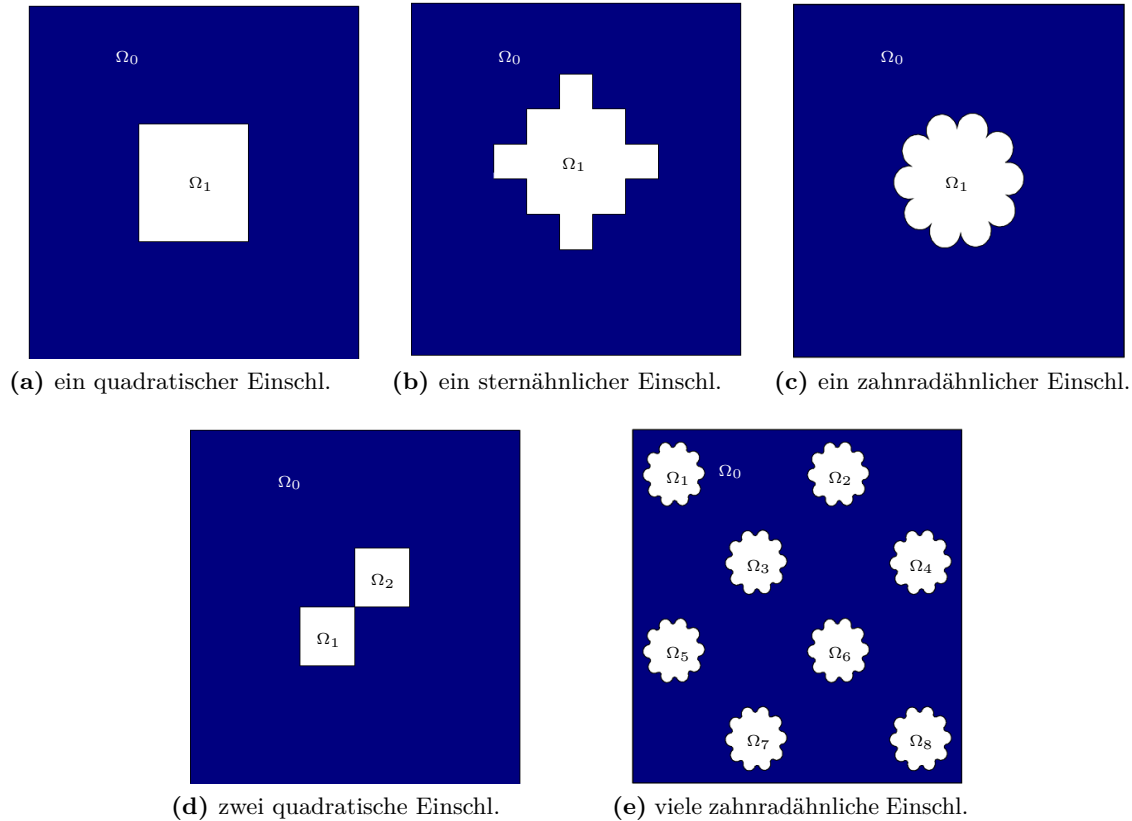 Ω₀ Ω₀ Ω₀
Ω₁ Ω₁ Ω₁
(a) ein quadratischer Einschl. (b) ein sternähnlicher Einschl. (c) ein zahnradähnlicher Einschl.
Ω₀ Ω₁ Ω₀ Ω₂
Ω₂ Ω₃ Ω₄
Ω₁ Ω₅ Ω₆
Ω₇ Ω₈
(d) zwei quadratische Einschl. (e) viele zahnradähnliche Einschl.